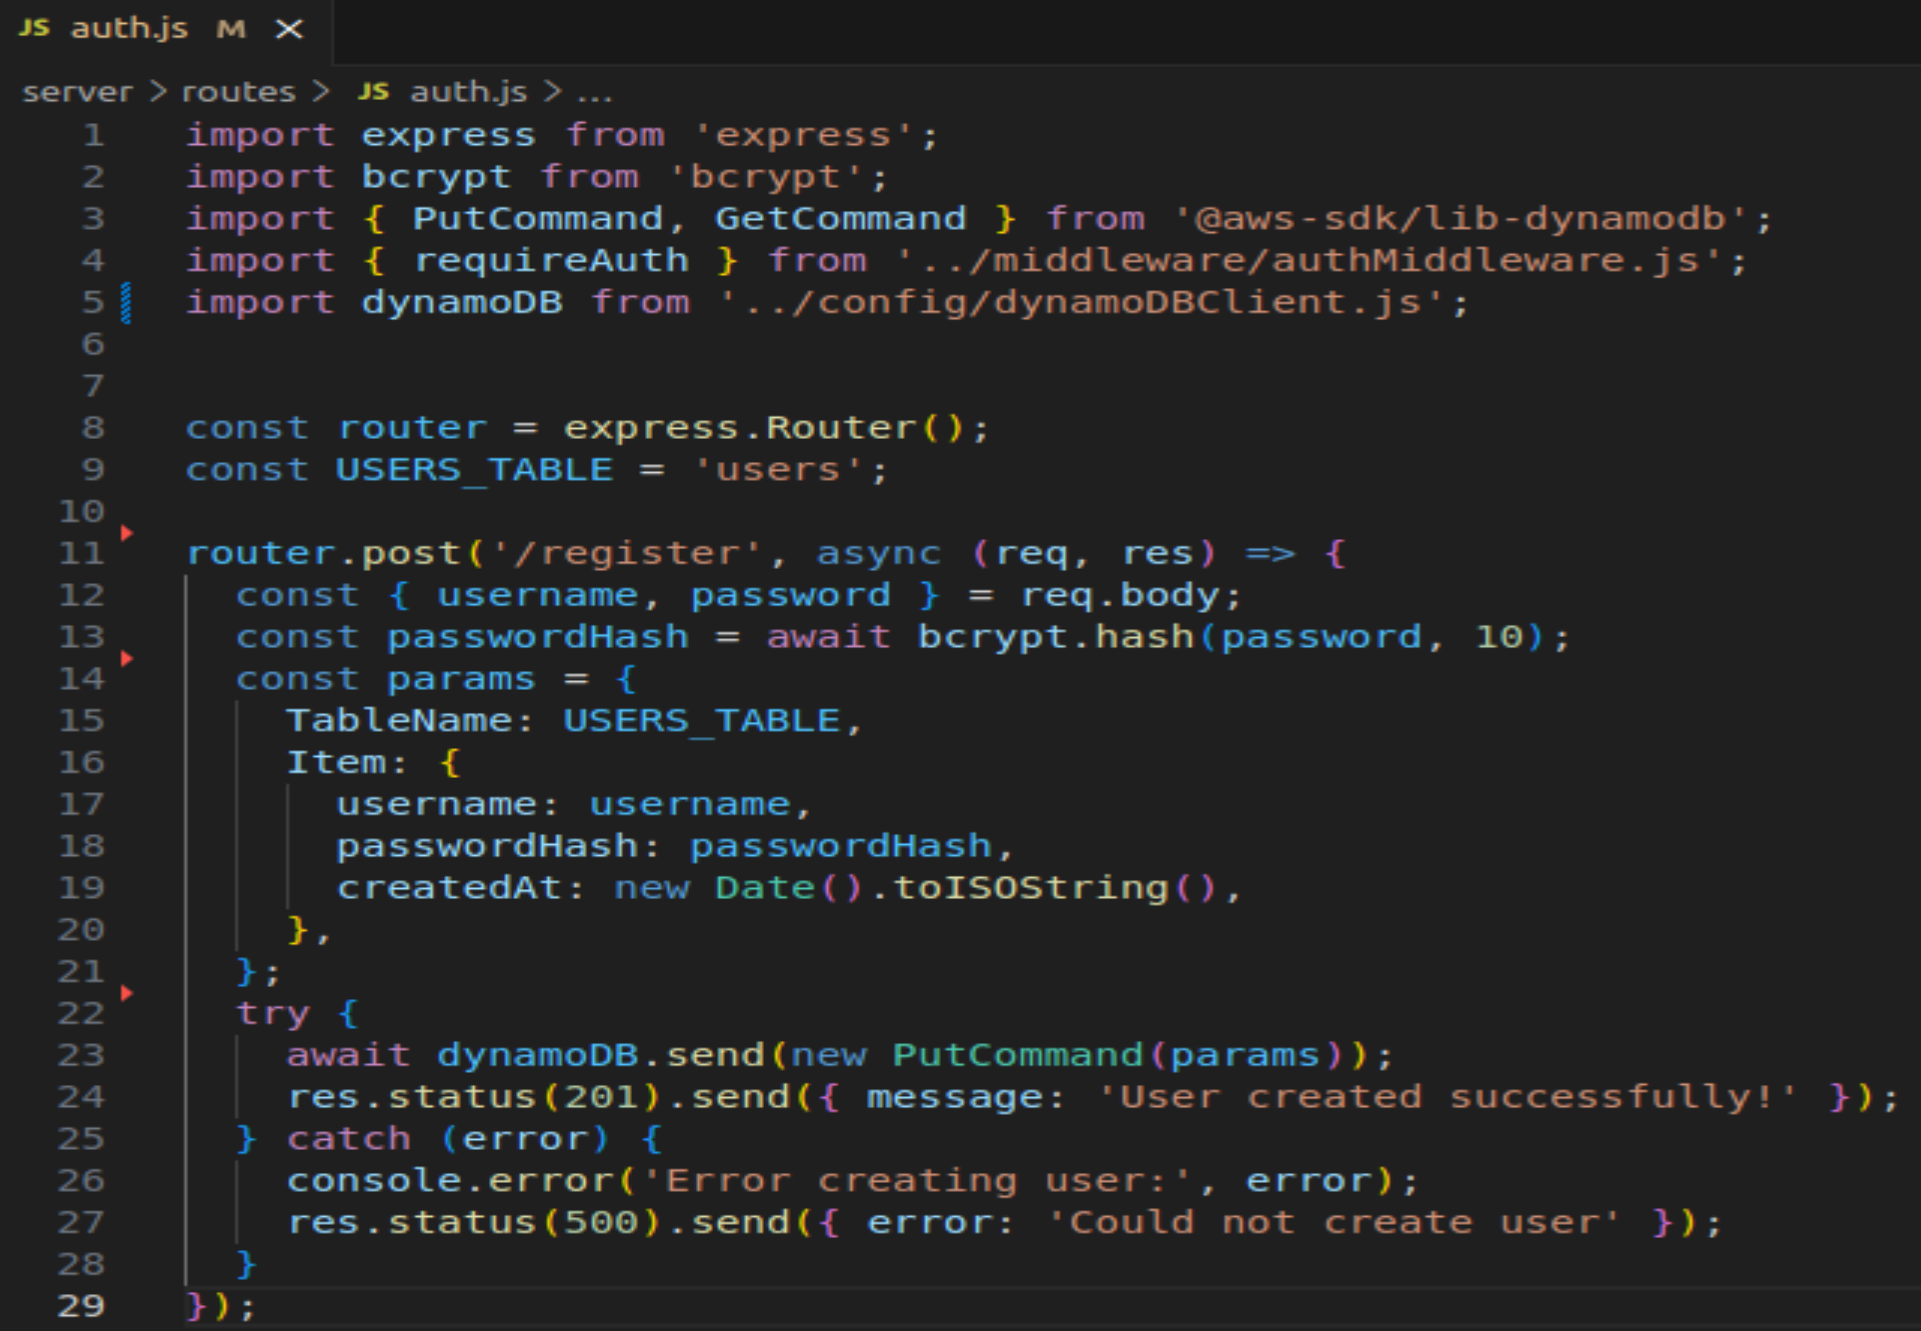 JS auth.js M ×
server > routes > JS auth.js > ...
1 import express from 'express';
2 import bcrypt from 'bcrypt';
3 import { PutCommand, GetCommand } from '@aws-sdk/lib-dynamodb';
4 import { requireAuth } from '../middleware/authMiddleware.js';
5 import dynamoDB from '../config/dynamoDBClient.js';
6
7
8 const router = express.Router();
9 const USERS_TABLE = 'users';
10
11 router.post('/register', async (req, res) => {
12   const { username, password } = req.body;
13   const passwordHash = await bcrypt.hash(password, 10);
14   const params = {
15     TableName: USERS_TABLE,
16     Item: {
17       username: username,
18       passwordHash: passwordHash,
19       createdAt: new Date().toISOString(),
20     },
21   };
22   try {
23     await dynamoDB.send(new PutCommand(params));
24     res.status(201).send({ message: 'User created successfully!' });
25   } catch (error) {
26     console.error('Error creating user:', error);
27     res.status(500).send({ error: 'Could not create user' });
28   }
29 });